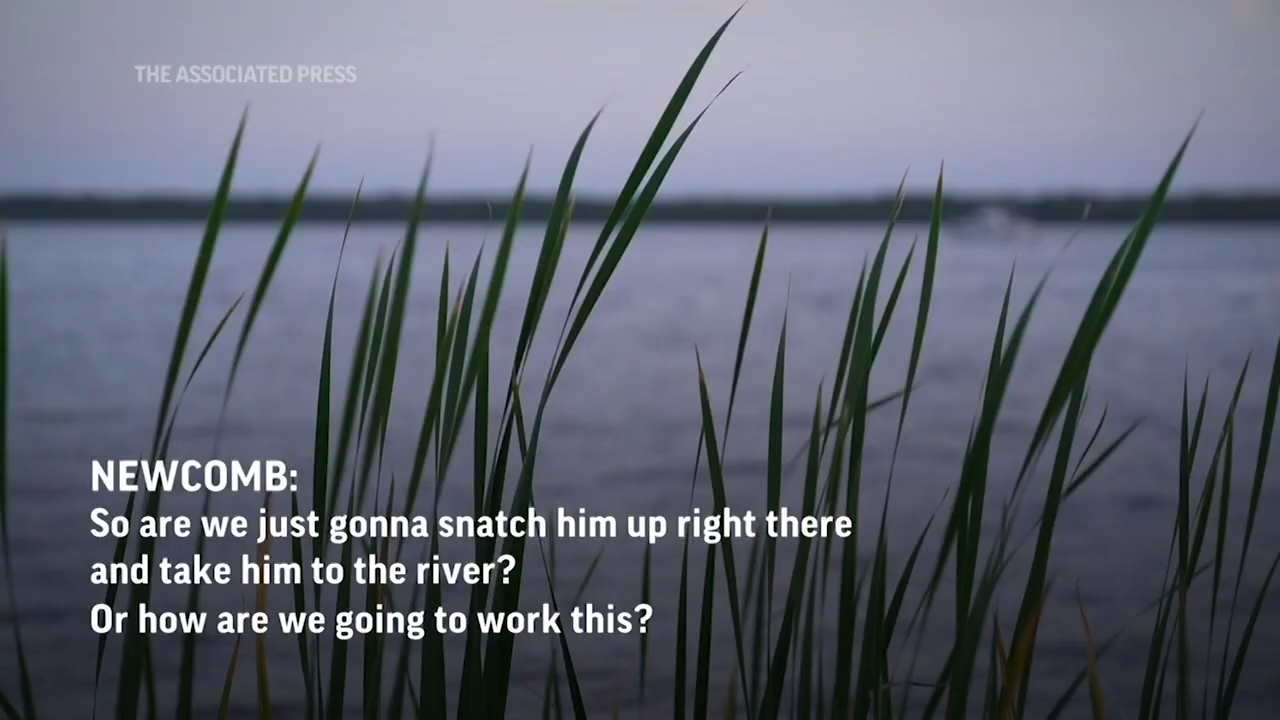 THE ASSOCIATED PRESS
NEWCOMB:
So are we just gonna snatch him up right there
and take him to the river?
Or how are we going to work this?